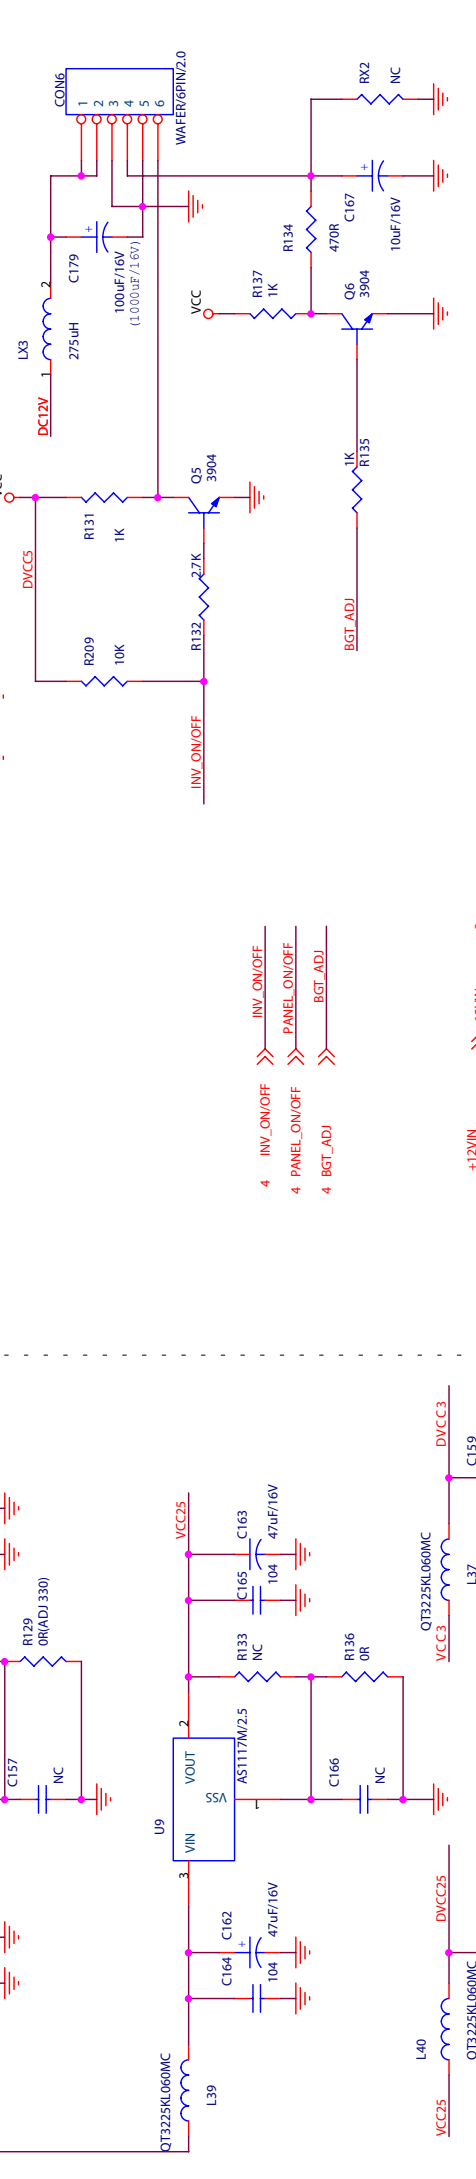 CON6
1
2
3
4
5
6
WAFER/6PIN/2.0
RX2
NC
C179
100uF/16V
(1000uF/16V)
R134
470R
C167
10uF/16V
LX3
275uH
1
2
DC12V
VCC
R137
1K
Q6
3904
DVCC5
R131
1K
Q5
3904
1K
R135
R209
10K
R132
2.7K
BGT_ADJ
INV_ON/OFF
INV_ON/OFF
PANEL_ON/OFF
BGT_ADJ
4 INV_ON/OFF
4 PANEL_ON/OFF
4 BGT_ADJ
+12VIN
DVCC3
C159
VCC25
C163
47uF/16V
C165
104
QT3225KL060MC
L37
VCC3
R129
0R(ADJ 330)
R133
NC
R136
0R
C157
NC
U9
VIN
VOUT
VSS
AS1117M/2.5
2
1
3
C166
NC
C162
47uF/16V
C164
104
DVCC25
QT3225KL060MC
L39
L40
QT3225KL060MC
VCC25